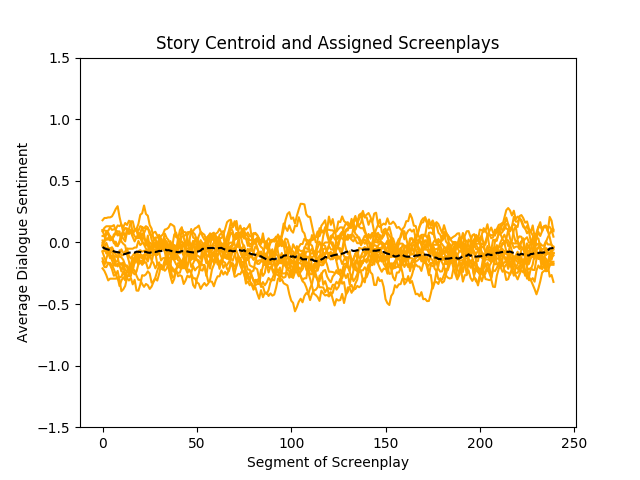 Story Centroid and Assigned Screenplays
1.5
1.0
0.5
0.0
−0.5
−1.0
−1.5
Average Dialogue Sentiment
0 50 100 150 200 250
Segment of Screenplay